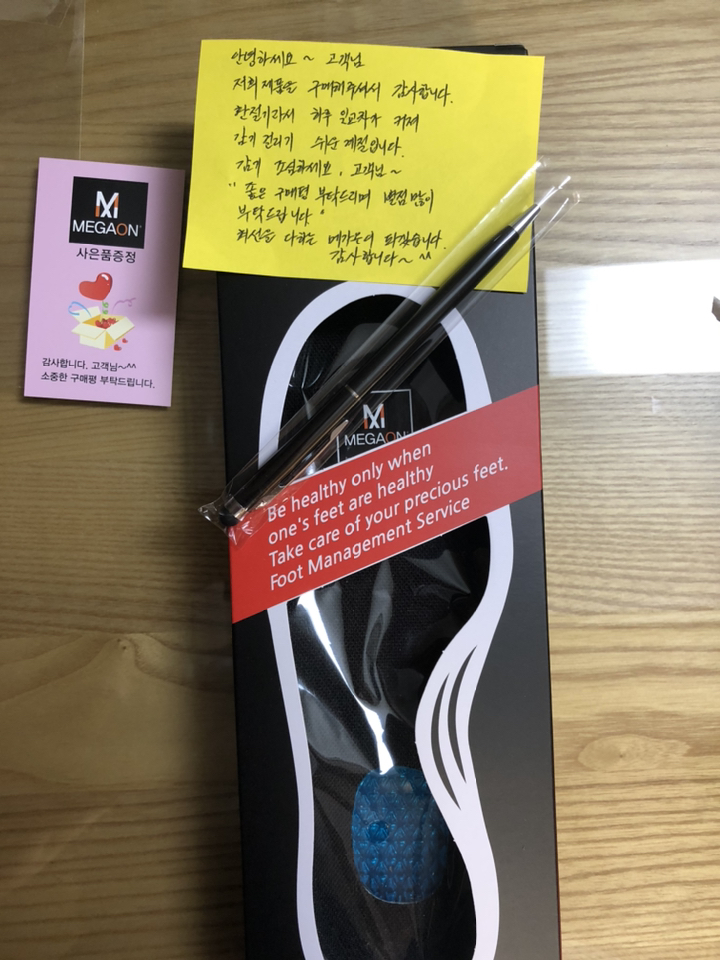 안녕하세요 ~ 고객님
저희 제품을 구매해주셔서 감사합니다.
환절기라서 하루 일교차가 커져
감기 걸리기 쉬운 계절입니다.
감기 조심하세요, 고객님 ~
" 좋은 구매평 부탁드리며 별점 많이
부탁드립니다 "
최선을 다하는 메가온이 되겠습니다.
감사합니다~ ^^
MEGAON
사은품증정
감사합니다. 고객님~^^
소중한 구매평 부탁드립니다.
MEGAON
Be healthy only when
one's feet are healthy
Take care of your precious feet.
Foot Management Service